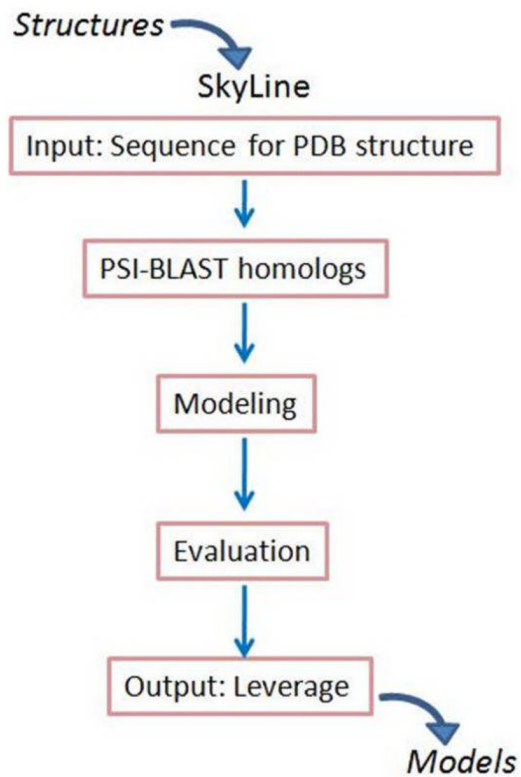 Structures
SkyLine
Input: Sequence for PDB structure
PSI-BLAST homologs
Modeling
Evaluation
Output: Leverage
Models